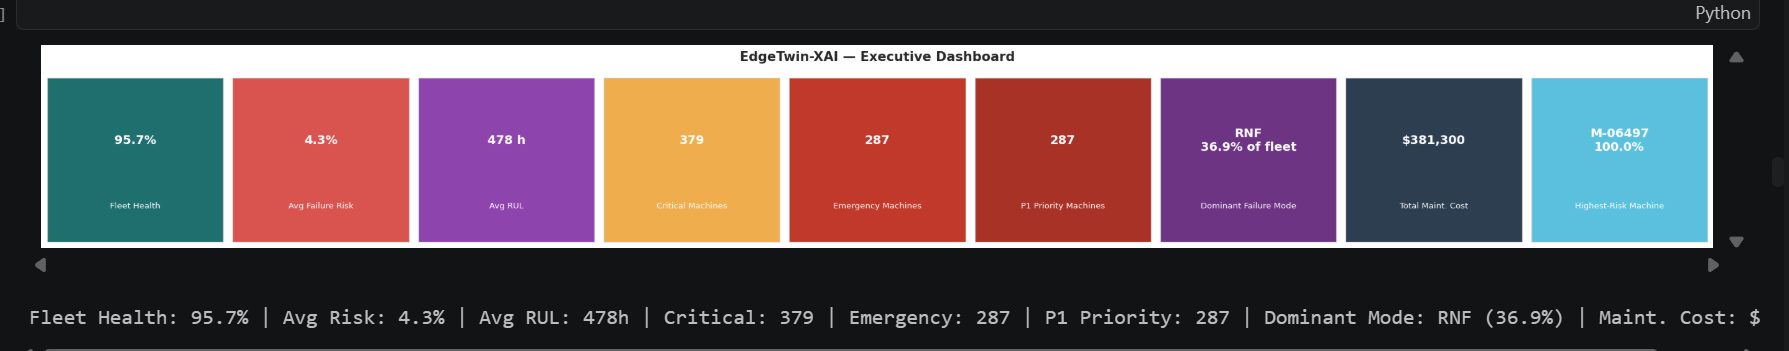 ]
Python
EdgeTwin-XAI — Executive Dashboard
95.7%
Fleet Health
4.3%
Avg Failure Risk
478 h
Avg RUL
379
Critical Machines
287
Emergency Machines
287
P1 Priority Machines
RNF
36.9% of fleet
Dominant Failure Mode
$381,300
Total Maint. Cost
M-06497
100.0%
Highest-Risk Machine
Fleet Health: 95.7% | Avg Risk: 4.3% | Avg RUL: 478h | Critical: 379 | Emergency: 287 | P1 Priority: 287 | Dominant Mode: RNF (36.9%) | Maint. Cost: $